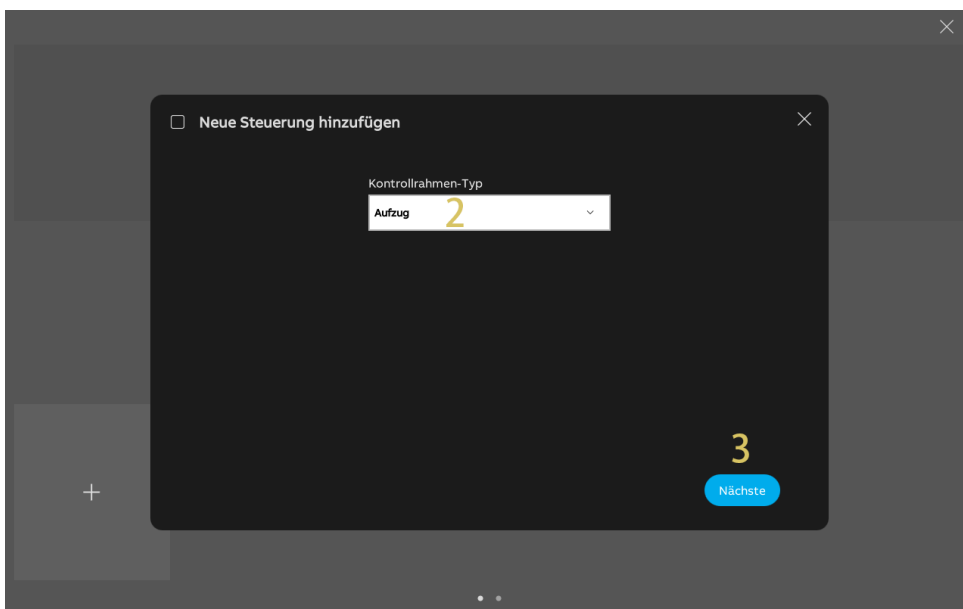 Neue Steuerung hinzufügen
Kontrollrahmen-Typ
Aufzug
2
3
Nächste